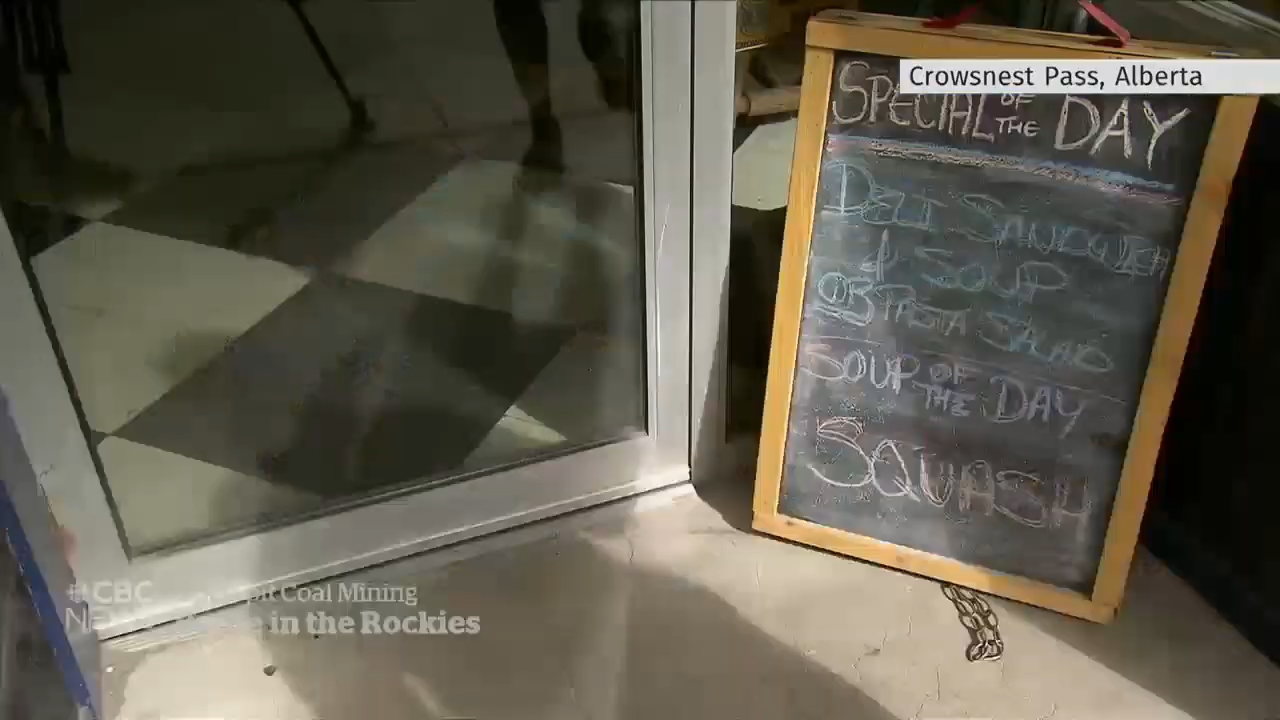 Crowsnest Pass, Alberta
SPECIAL OF THE DAY
DELI SANDWICH
& SOUP
OR PASTA SALAD
SOUP OF THE DAY
SQUASH
CBC
pit Coal Mining
in the Rockies